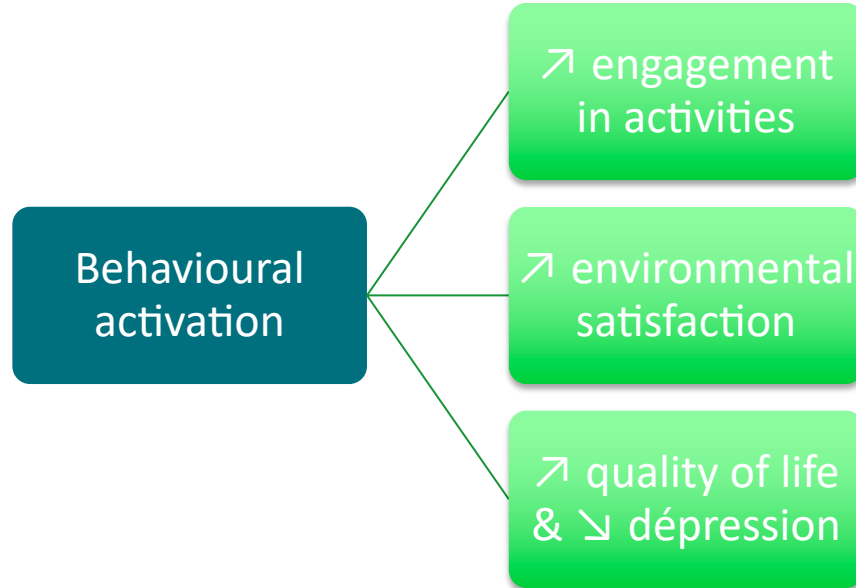 Behavioural
activation
↗ engagement
in activities
↗ environmental
satisfaction
↗ quality of life
& ↘ dépression